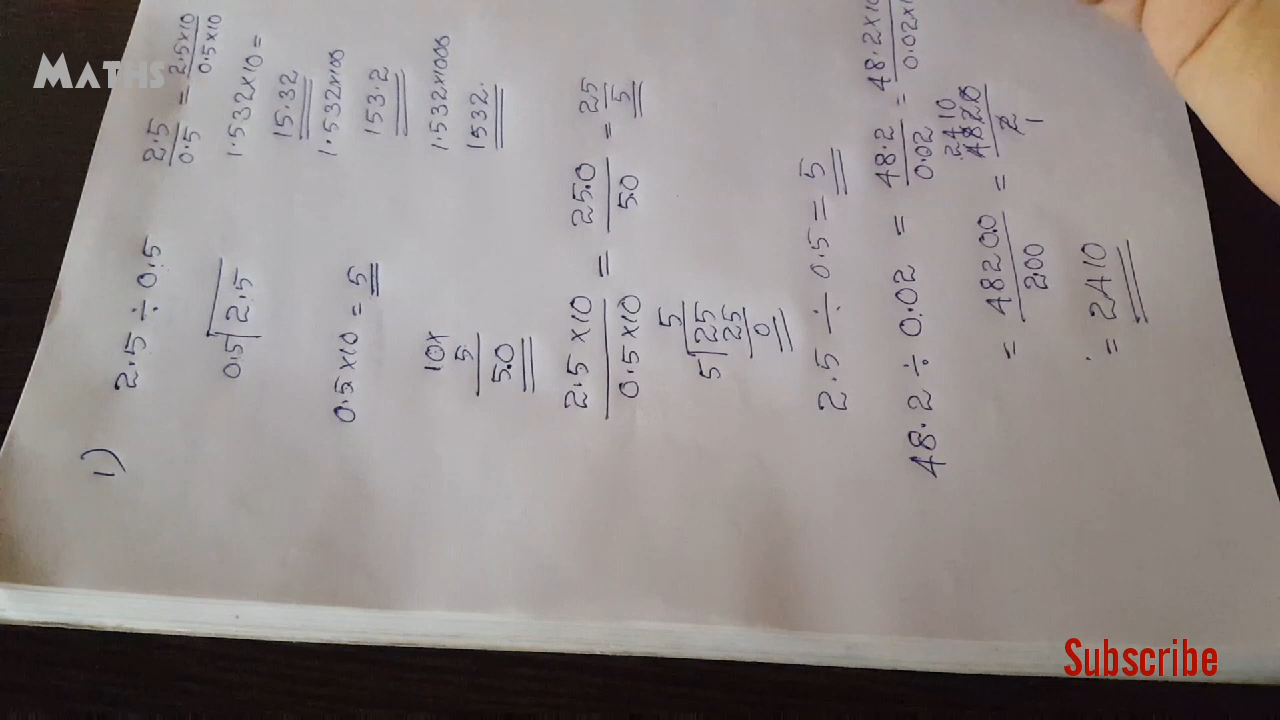 MATHS
1) 2.5 ÷ 0.5
2.5/0.5 = 2.5×10/0.5×10
0.5 2.5
1.532×10 =
15.32
1.532×100
153.2
0.5×10 = 5
1.532×1000
1532.
10×
5
5.0
2.5×10/0.5×10 = 25.0/5.0 = 25/5
5
5 25
25
0
2.5 ÷ 0.5 = 5
48.2 ÷ 0.02 = 48.2/0.02 = 48.2×10/0.02×1
2410
= 4820.0/2.00 = 4820/2
1
= 2410
Subscribe